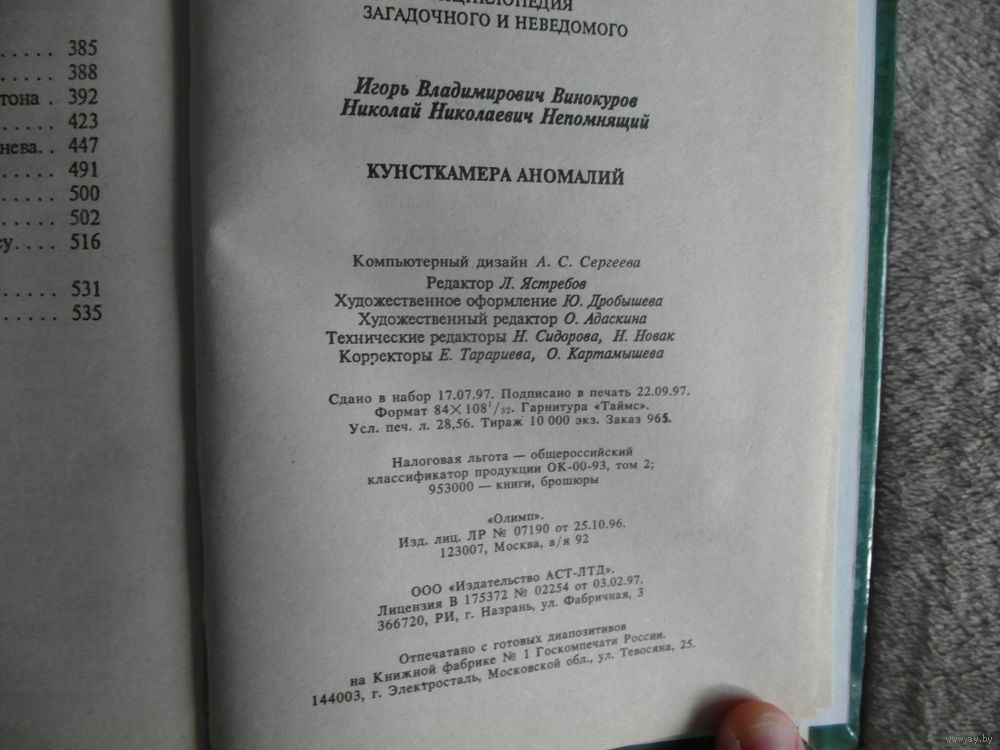 385
388
тона . 392
423
нева. . 447
491
500
502
су. . . . 516
531
535
ЗАГАДОЧНОГО И НЕВЕДОМОГО
Игорь Владимирович Винокуров
Николай Николаевич Непомнящий
КУНСТКАМЕРА АНОМАЛИЙ
Компьютерный дизайн А. С. Сергеева
Редактор Л. Ястребов
Художественное оформление Ю. Дробышева
Художественный редактор О. Адаскина
Технические редакторы Н. Сидорова, Н. Новак
Корректоры Е. Тарариева, О. Картамышева
Сдано в набор 17.07.97. Подписано в печать 22.09.97.
Формат 84×108¹/₃₂. Гарнитура «Таймс».
Усл. печ. л. 28,56. Тираж 10 000 экз. Заказ 965.
Налоговая льгота — общероссийский
классификатор продукции ОК-00-93, том 2;
953000 — книги, брошюры
«Олимп».
Изд. лиц. ЛР № 07190 от 25.10.96.
123007, Москва, а/я 92
ООО «Издательство АСТ-ЛТД».
Лицензия В 175372 № 02254 от 03.02.97.
366720, РИ, г. Назрань, ул. Фабричная, 3
Отпечатано с готовых диапозитивов
на Книжной фабрике № 1 Госкомпечати России.
144003, г. Электросталь, Московской обл., ул. Тевосяна, 25.
www.ay.by